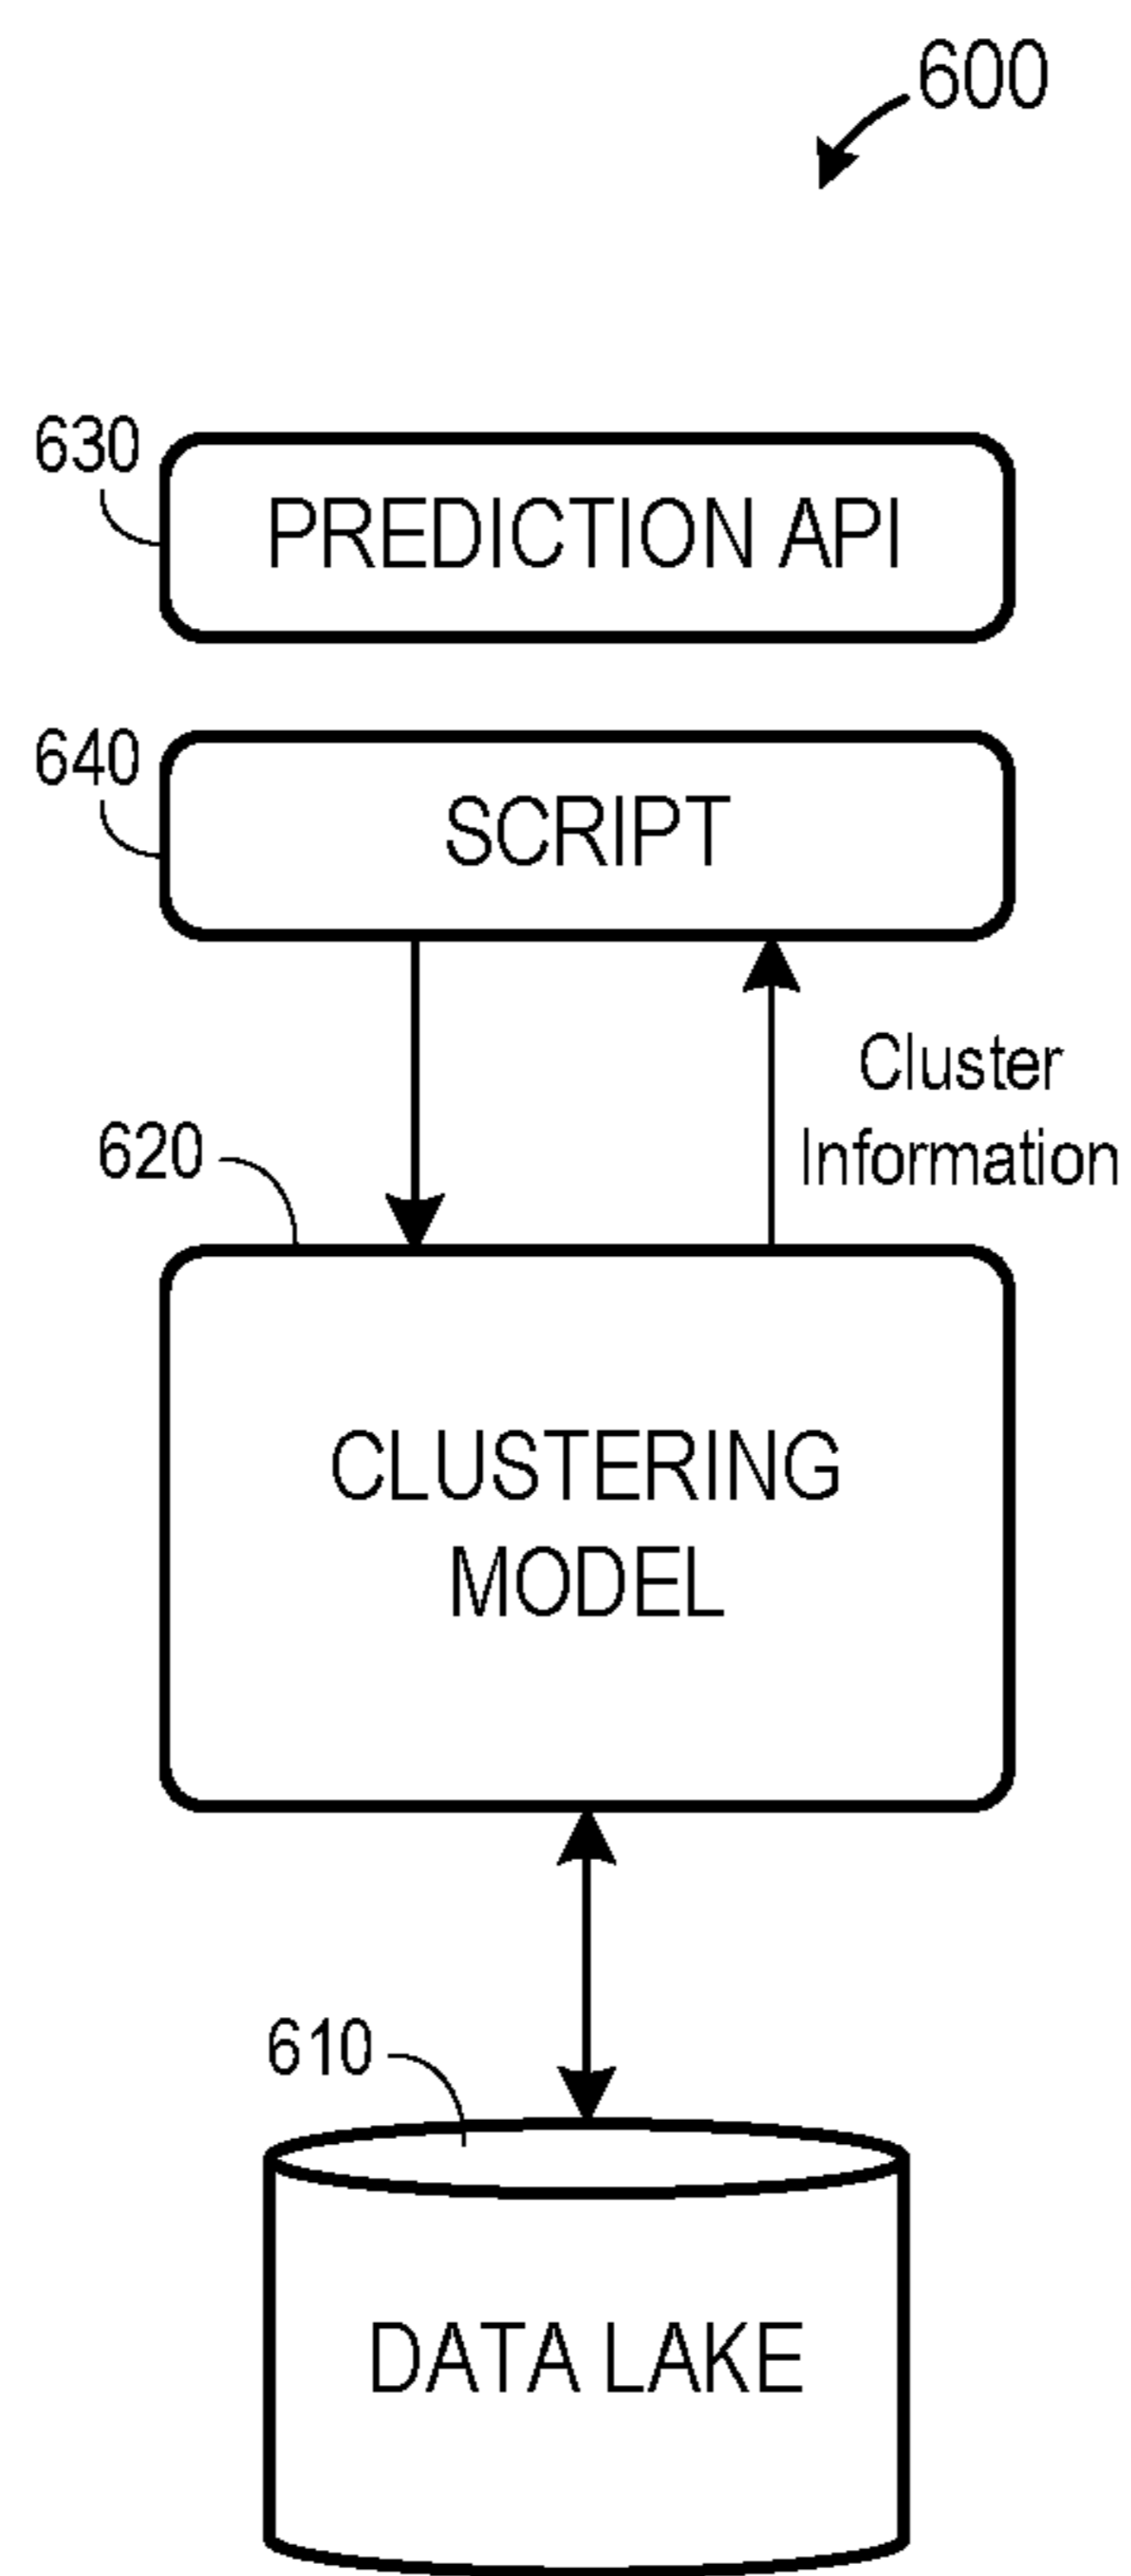 600
630
PREDICTION API
640
SCRIPT
Cluster
Information
620
CLUSTERING
MODEL
610
DATA LAKE